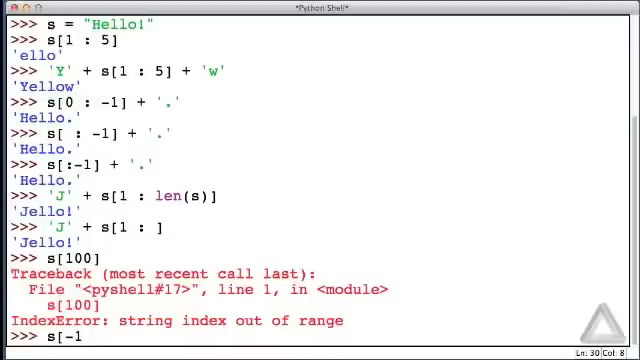 *Python Shell*
>>> s = "Hello!"
>>> s[1 : 5]
'ello'
>>> 'Y' + s[1 : 5] + 'w'
'Yellow'
>>> s[0 : -1] + '.'
'Hello.'
>>> s[ : -1] + '.'
'Hello.'
>>> s[:-1] + '.'
'Hello.'
>>> 'J' + s[1 : len(s)]
'Jello!'
>>> 'J' + s[1 : ]
'Jello!'
>>> s[100]
Traceback (most recent call last):
  File "<pyshell#17>", line 1, in <module>
    s[100]
IndexError: string index out of range
>>> s[-1
Ln: 30 Col: 8